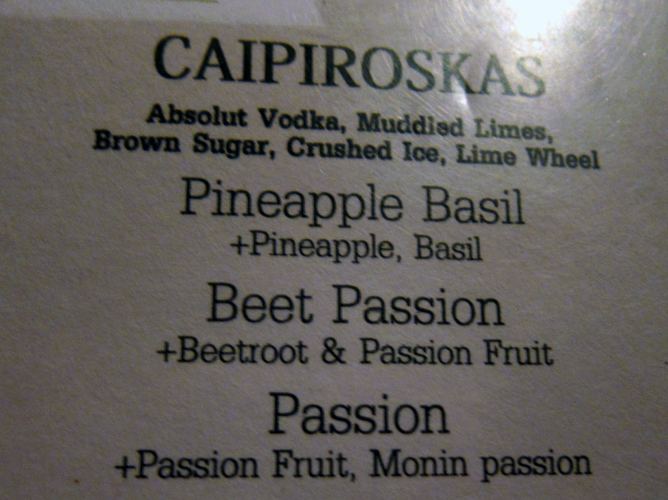 CAIPIROSKAS
Absolut Vodka, Muddled Limes,
Brown Sugar, Crushed Ice, Lime Wheel
Pineapple Basil
+Pineapple, Basil
Beet Passion
+Beetroot & Passion Fruit
Passion
+Passion Fruit, Monin passion